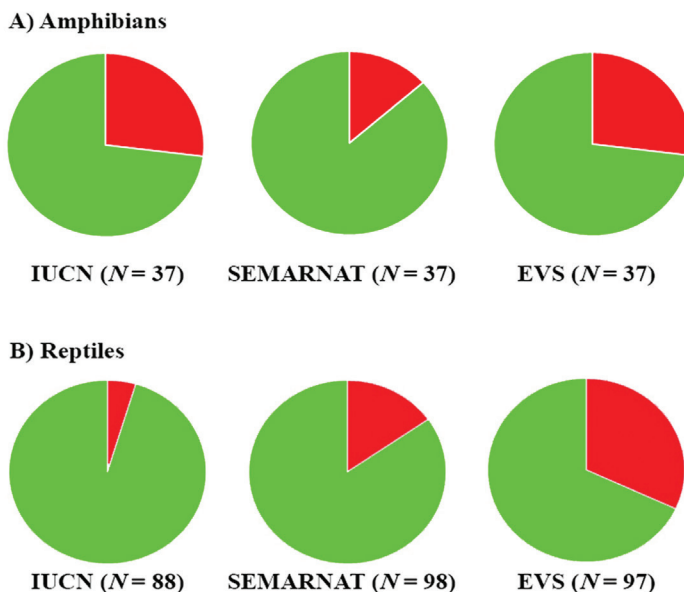 A) Amphibians
IUCN (N = 37) SEMARNAT (N = 37) EVS (N = 37)
B) Reptiles
IUCN (N = 88) SEMARNAT (N = 98) EVS (N = 97)